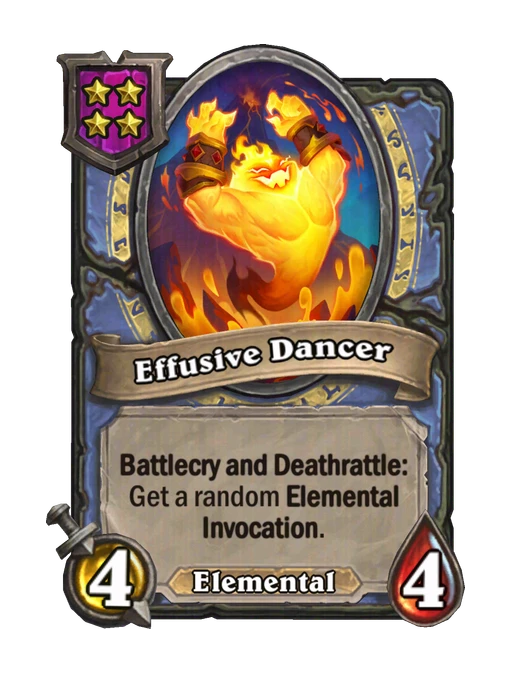 Effusive Dancer
Battlecry and Deathrattle:
Get a random Elemental
Invocation.
4
Elemental
4